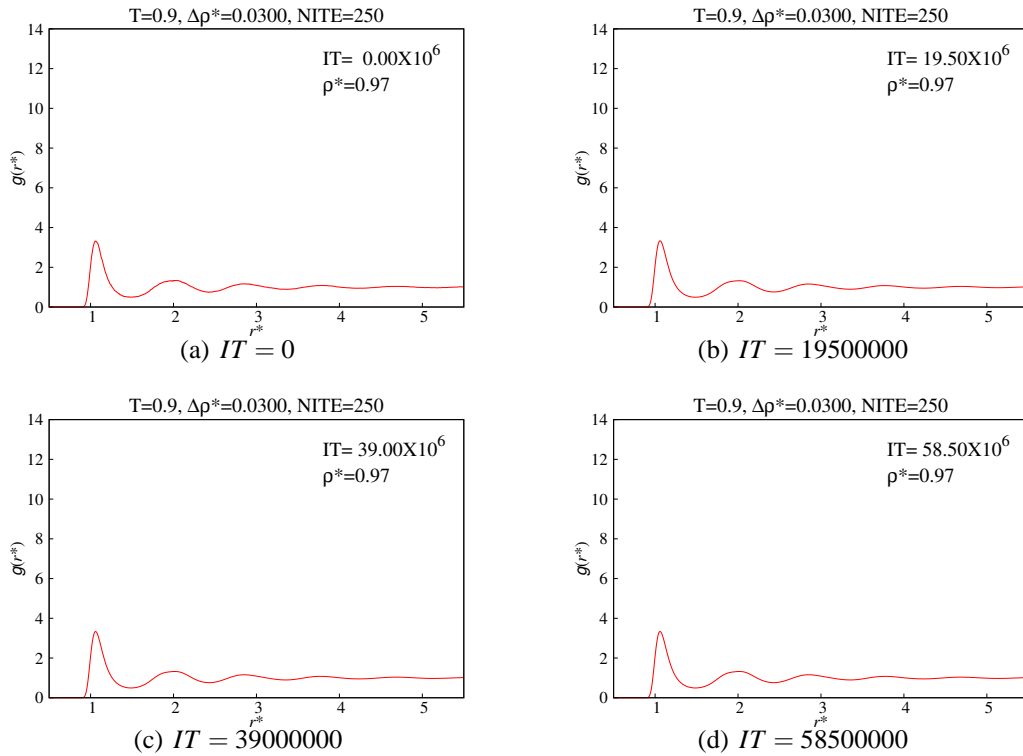 T=0.9, Δρ*=0.0300, NITE=250
14
12
10
8
6
4
2
0
g(r*)
IT= 0.00X10^6
ρ*=0.97
1 2 3 4 5
r*
(a) IT = 0
T=0.9, Δρ*=0.0300, NITE=250
14
12
10
8
6
4
2
0
g(r*)
IT= 19.50X10^6
ρ*=0.97
1 2 3 4 5
r*
(b) IT = 19500000
T=0.9, Δρ*=0.0300, NITE=250
14
12
10
8
6
4
2
0
g(r*)
IT= 39.00X10^6
ρ*=0.97
1 2 3 4 5
r*
(c) IT = 39000000
T=0.9, Δρ*=0.0300, NITE=250
14
12
10
8
6
4
2
0
g(r*)
IT= 58.50X10^6
ρ*=0.97
1 2 3 4 5
r*
(d) IT = 58500000